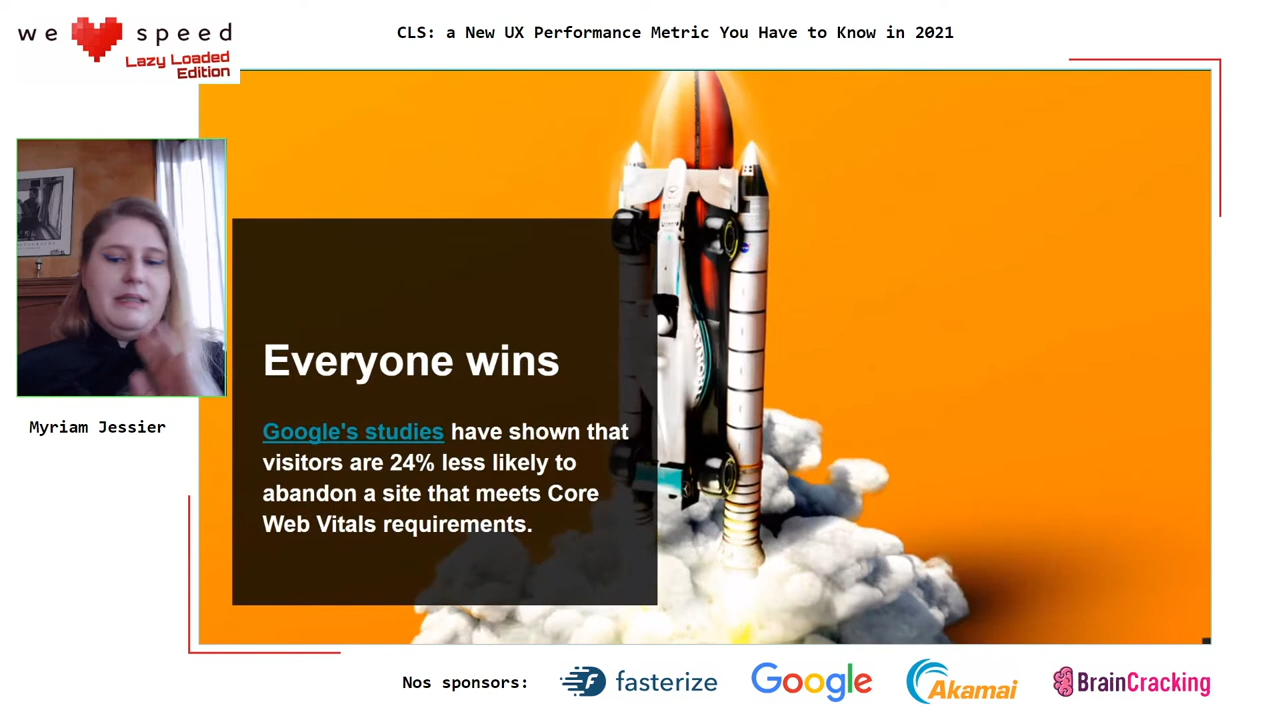 we speed
Lazy Loaded
Edition
CLS: a New UX Performance Metric You Have to Know in 2021
Everyone wins
Google's studies have shown that
visitors are 24% less likely to
abandon a site that meets Core
Web Vitals requirements.
Myriam Jessier
Nos sponsors:
fasterize
Google
Akamai
BrainCracking